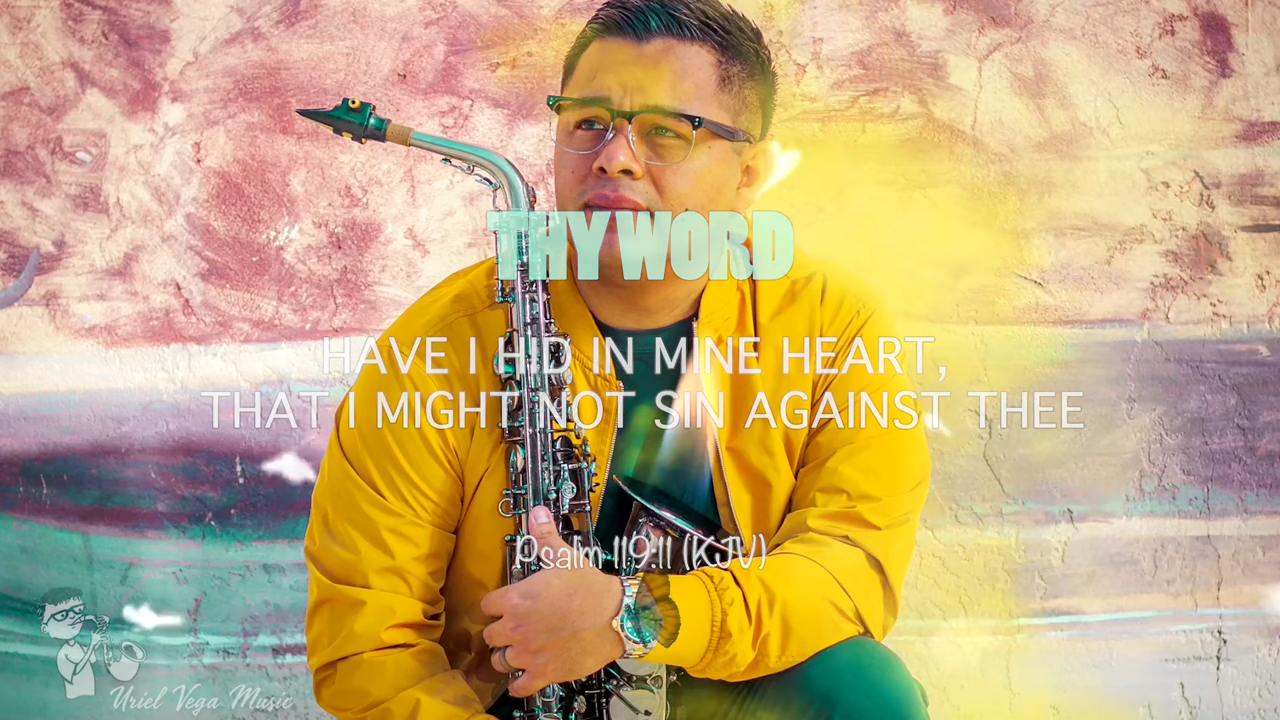 THY WORD
HAVE I HID IN MINE HEART,
THAT I MIGHT NOT SIN AGAINST THEE
Psalm 119:11 (KJV)
Uriel Vega Music